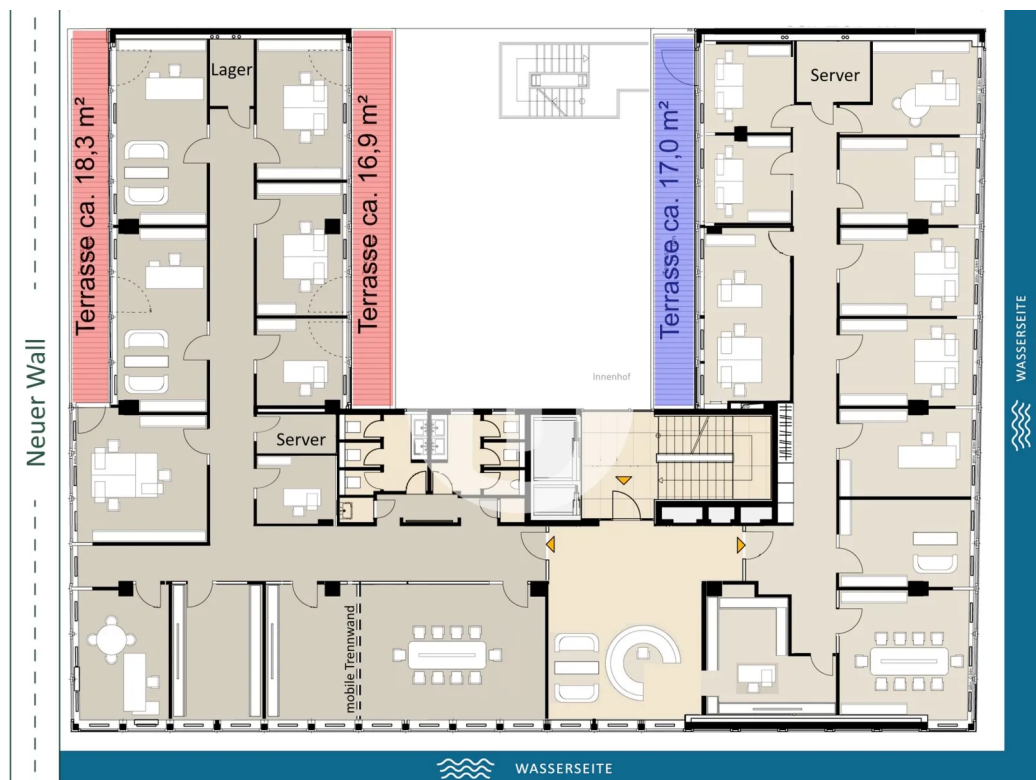 Neuer Wall
Terrasse ca. 18,3 m²
Lager
Terrasse ca. 16,9 m²
Terrasse ca. 17,0 m²
Server
Innenhof
Server
mobile Trennwand
WASSERSEITE
WASSERSEITE